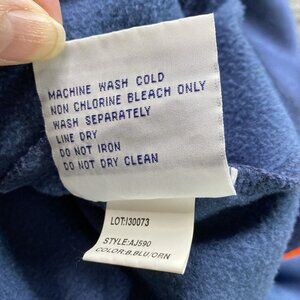 MACHINE WASH COLD
NON CHLORINE BLEACH ONLY
WASH SEPARATELY
LINE DRY
DO NOT IRON
DO NOT DRY CLEAN
LOT:I30073
STYLE:AJ590
COLOR:B.BLU/ORN